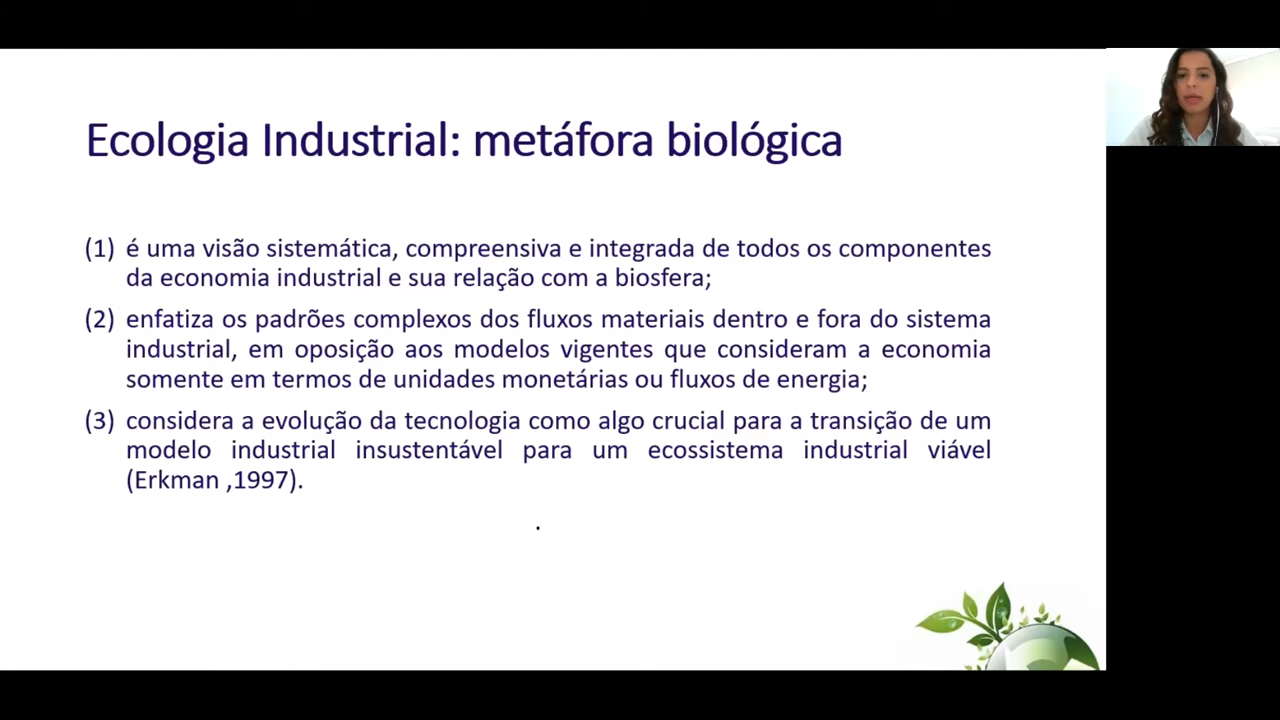 Ecologia Industrial: metáfora biológica
(1) é uma visão sistemática, compreensiva e integrada de todos os componentes
da economia industrial e sua relação com a biosfera;
(2) enfatiza os padrões complexos dos fluxos materiais dentro e fora do sistema
industrial, em oposição aos modelos vigentes que consideram a economia
somente em termos de unidades monetárias ou fluxos de energia;
(3) considera a evolução da tecnologia como algo crucial para a transição de um
modelo industrial insustentável para um ecossistema industrial viável
(Erkman ,1997).
.